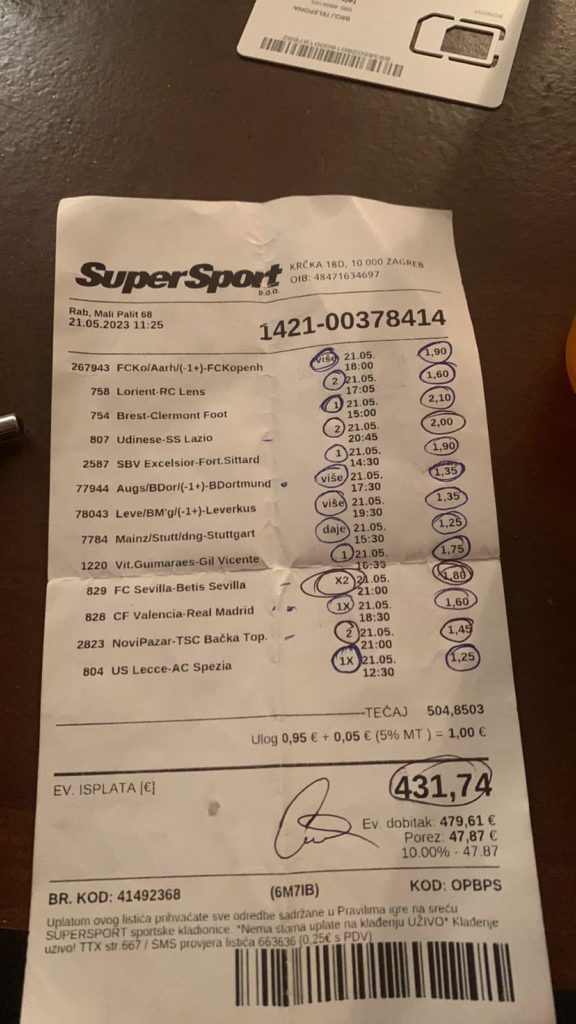 BROJ TELEFONA:
SuperSport
D.O.O.
KRČKA 18D, 10 000 ZAGREB
OIB: 48471634697
Rab, Mali Palit 68
21.05.2023 11:25
1421-00378414
267943 FCKo/Aarh/(-1+)-FCKopenh više 21.05. 18:00 1,90
758 Lorient-RC Lens 2 21.05. 17:05 1,60
754 Brest-Clermont Foot 1 21.05. 15:00 2,10
807 Udinese-SS Lazio 2 21.05. 20:45 2,00
2587 SBV Excelsior-Fort.Sittard 1 21.05. 14:30 1,90
77944 Augs/BDor/(-1+)-BDortmund više 21.05. 17:30 1,35
78043 Leve/BM'g/(-1+)-Leverkus više 21.05. 19:30 1,35
7784 Mainz/Stutt/dng-Stuttgart daje 21.05. 15:30 1,25
1220 Vit.Guimaraes-Gil Vicente 1 21.05. 1,75
829 FC Sevilla-Betis Sevilla X2 21.05. 21:00 1,80
828 CF Valencia-Real Madrid 1X 21.05. 18:30 1,60
2823 NoviPazar-TSC Bačka Top. 2 21.05. 21:00 1,45
804 US Lecce-AC Spezia 1X 21.05. 12:30 1,25
TEČAJ 504,8503
Ulog 0,95 € + 0,05 € (5% MT ) = 1,00 €
EV. ISPLATA [€] 431,74
Ev. dobitak: 479,61 €
Porez: 47,87 €
10.00% - 47.87
BR. KOD: 41492368 (6M7IB) KOD: OPBPS
Uplatom ovog listića prihvaćate sve odredbe sadržane u Pravilima igre na sreću
SUPERSPORT sportske kladionice. *Nema stoma uplate na klađenju UŽIVO* Klađenje
uživo! TTX str.667 / SMS provjera listića 663636 (0,25€ s PDV)